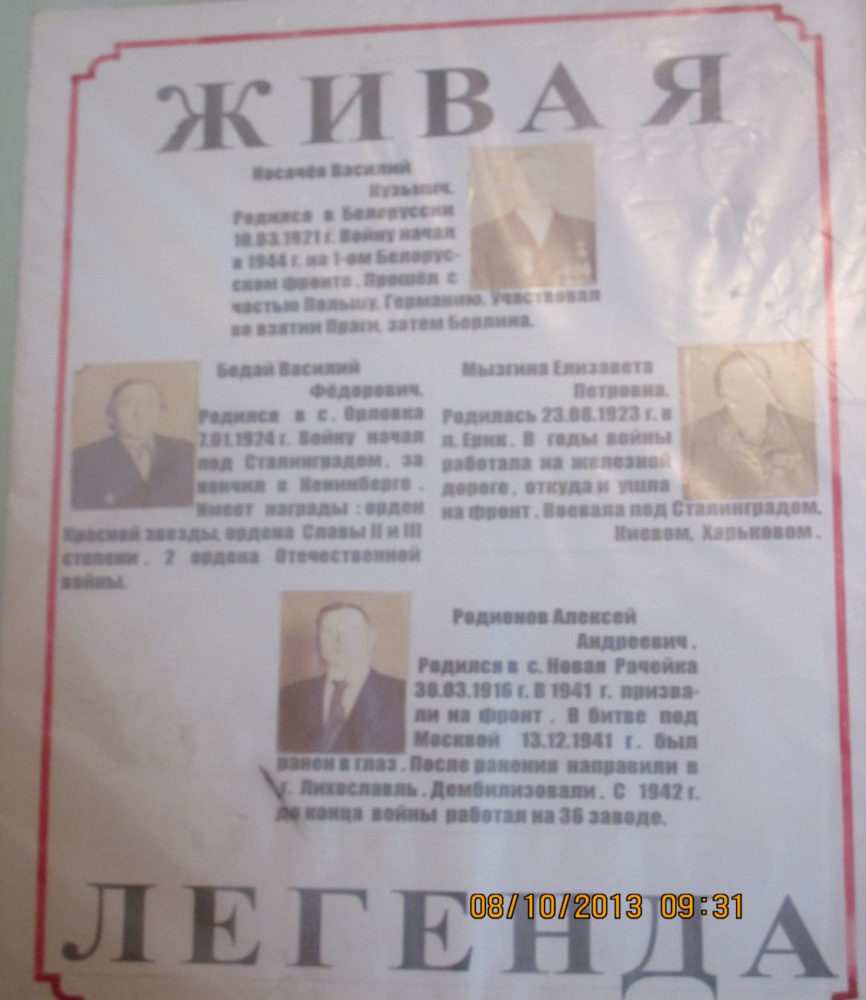 ЖИВАЯ
Косачёв Василий
Кузьмич.
Родился в Белоруссии
10.03.1921 г. Войну начал
в 1944 г. на 1-ом Белорус-
ском фронте. Прошёл с
частью Польшу, Германию. Участвовал
во взятии Праги, затем Берлина.
Бедай Василий
Фёдорович.
Родился в с. Орловка
7.01.1924 г. Войну начал
под Сталинградом, за
кончил в Кенинберге.
Имеет награды : орден
Красной звезды, ордена Славы II и III
степени, 2 ордена Отечественной
войны.
Мызгина Елизавета
Петровна.
Родилась 23.08.1923 г. в
п. Ерик. В годы войны
работала на железной
дороге, откуда и ушла
на фронт. Воевала под Сталинградом,
Киевом, Харьковом.
Родионов Алексей
Андреевич.
Родился в с. Новая Рачейка
30.03.1916 г. В 1941 г. призва-
ли на фронт. В битве под
Москвой 13.12.1941 г. был
ранен в глаз. После ранения направили в
г. Лихославль. Дембилизовали. С 1942 г.
до конца войны работал на 36 заводе.
ЛЕГЕНДА
08/10/2013 09:31